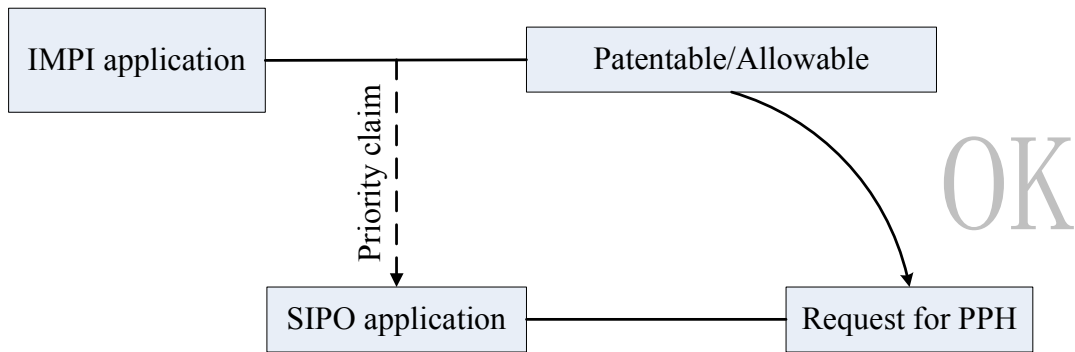 IMPI application
Patentable/Allowable
Priority claim
OK
SIPO application
Request for PPH